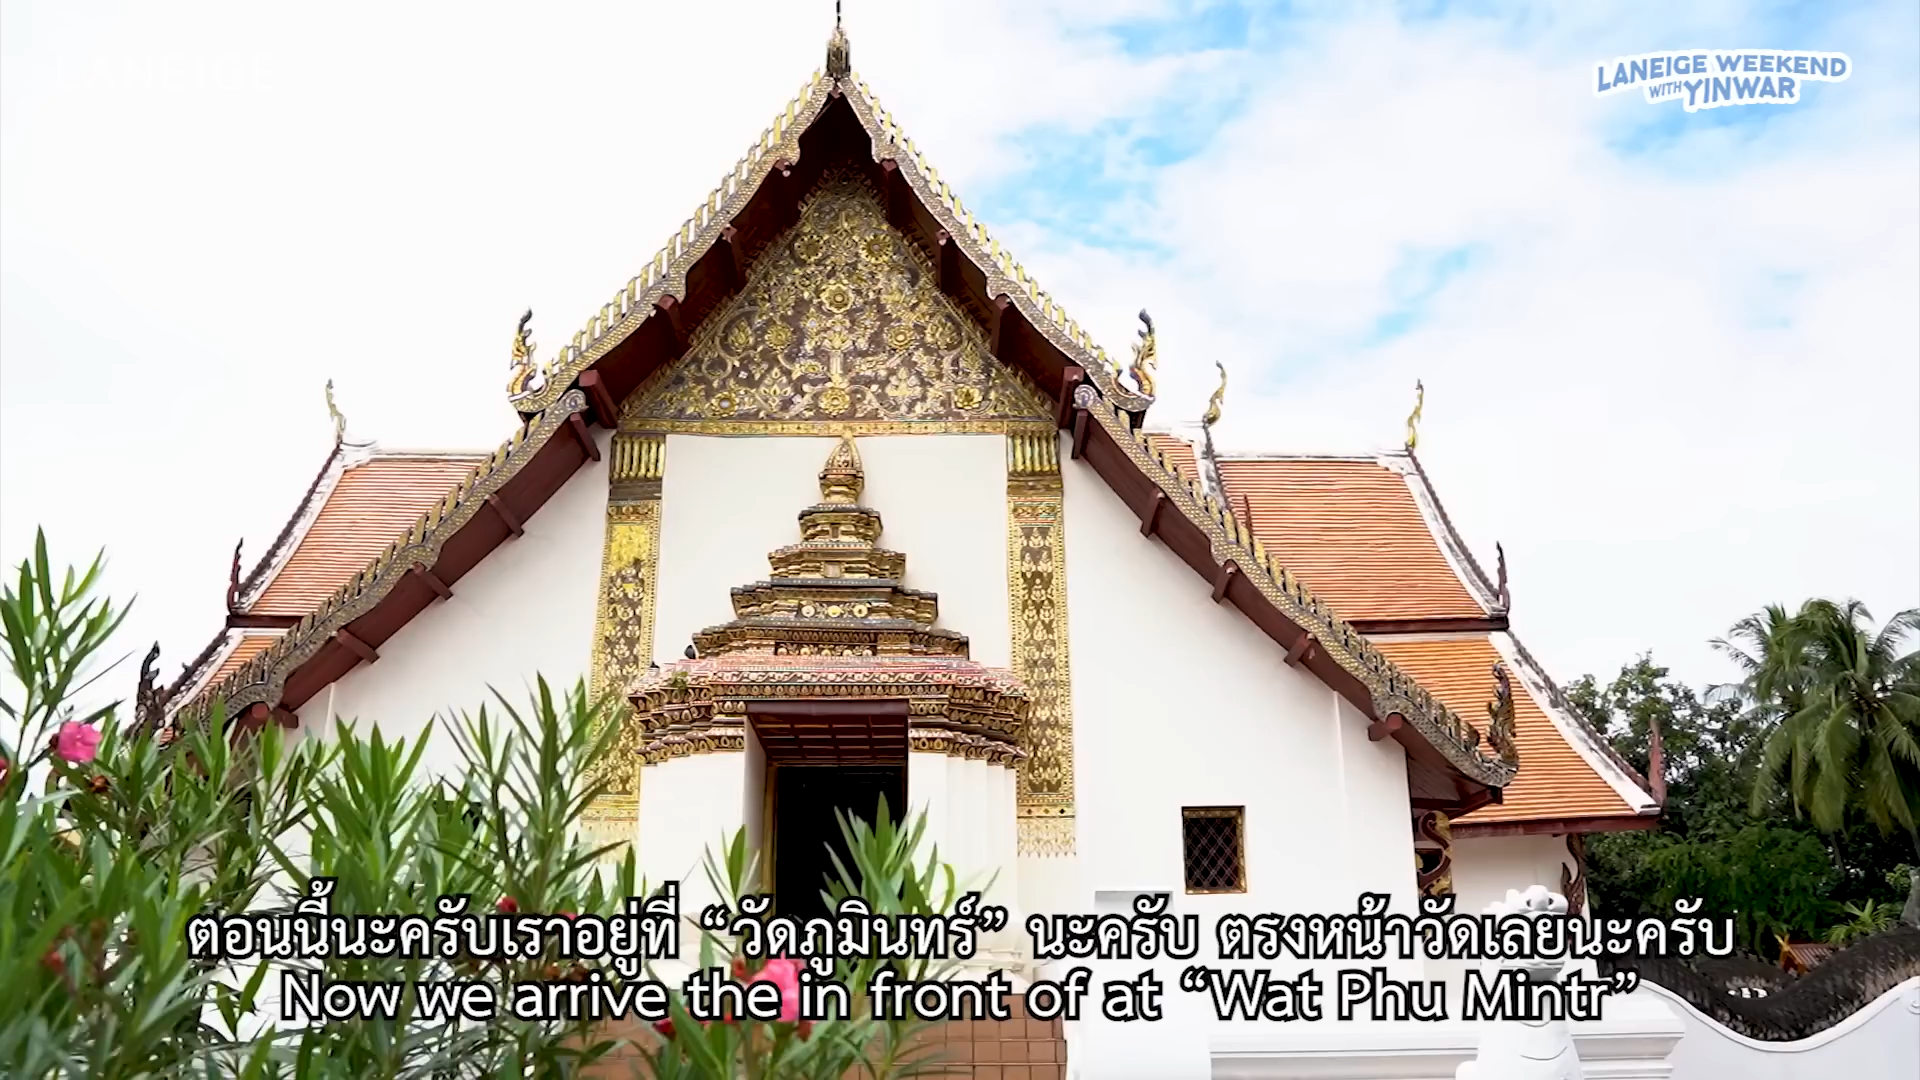 LANEIGE
LANEIGE WEEKEND
WITH YINWAR
ตอนนี้นะครับเราอยู่ที่ “วัดภูมินทร์” นะครับ ตรงหน้าวัดเลยนะครับ
Now we arrive the in front of at “Wat Phu Mintr”